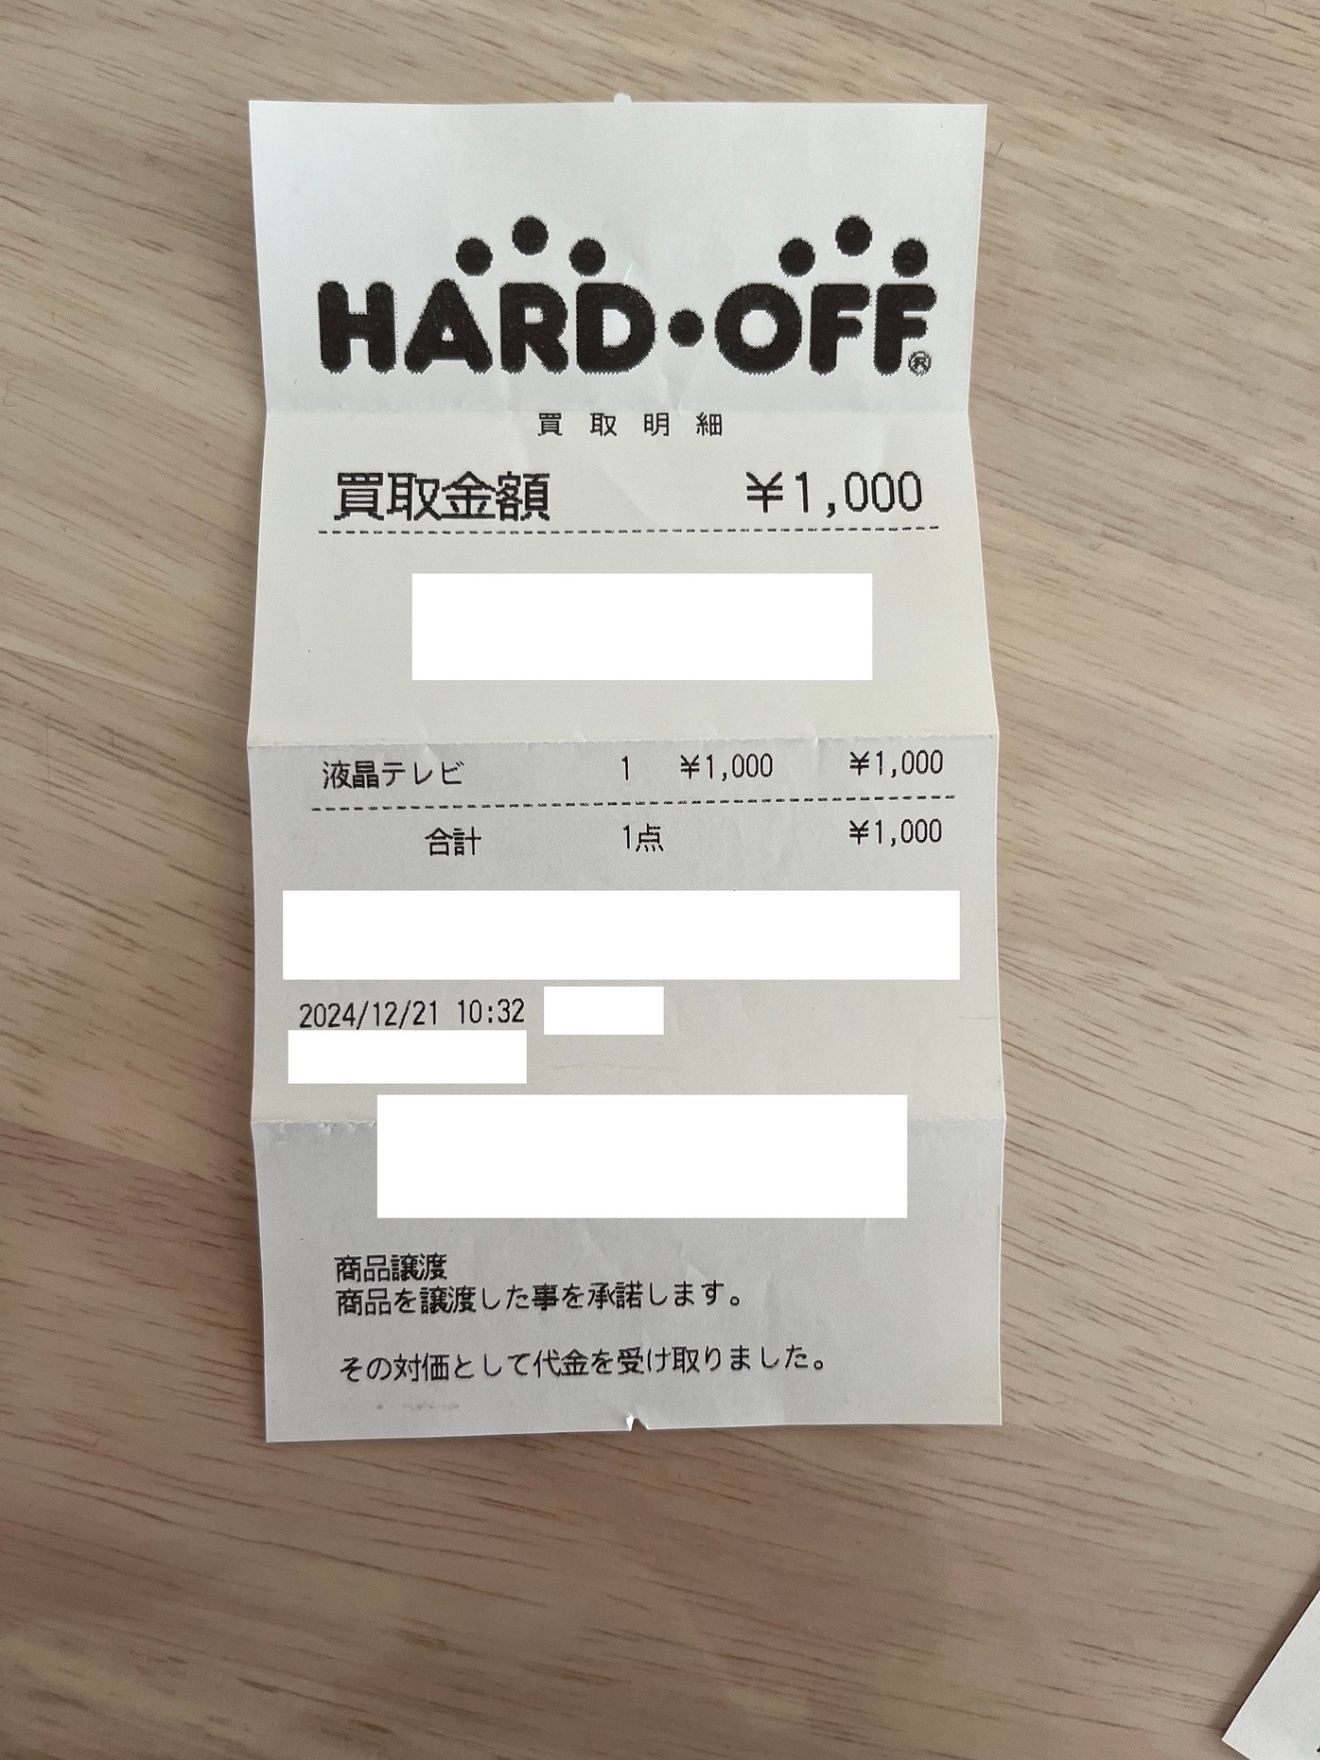 HARD・OFF®
買取明細
買取金額 ¥1,000
液晶テレビ 1 ¥1,000 ¥1,000
合計 1点 ¥1,000
2024/12/21 10:32
商品譲渡
商品を譲渡した事を承諾します。
その対価として代金を受け取りました。